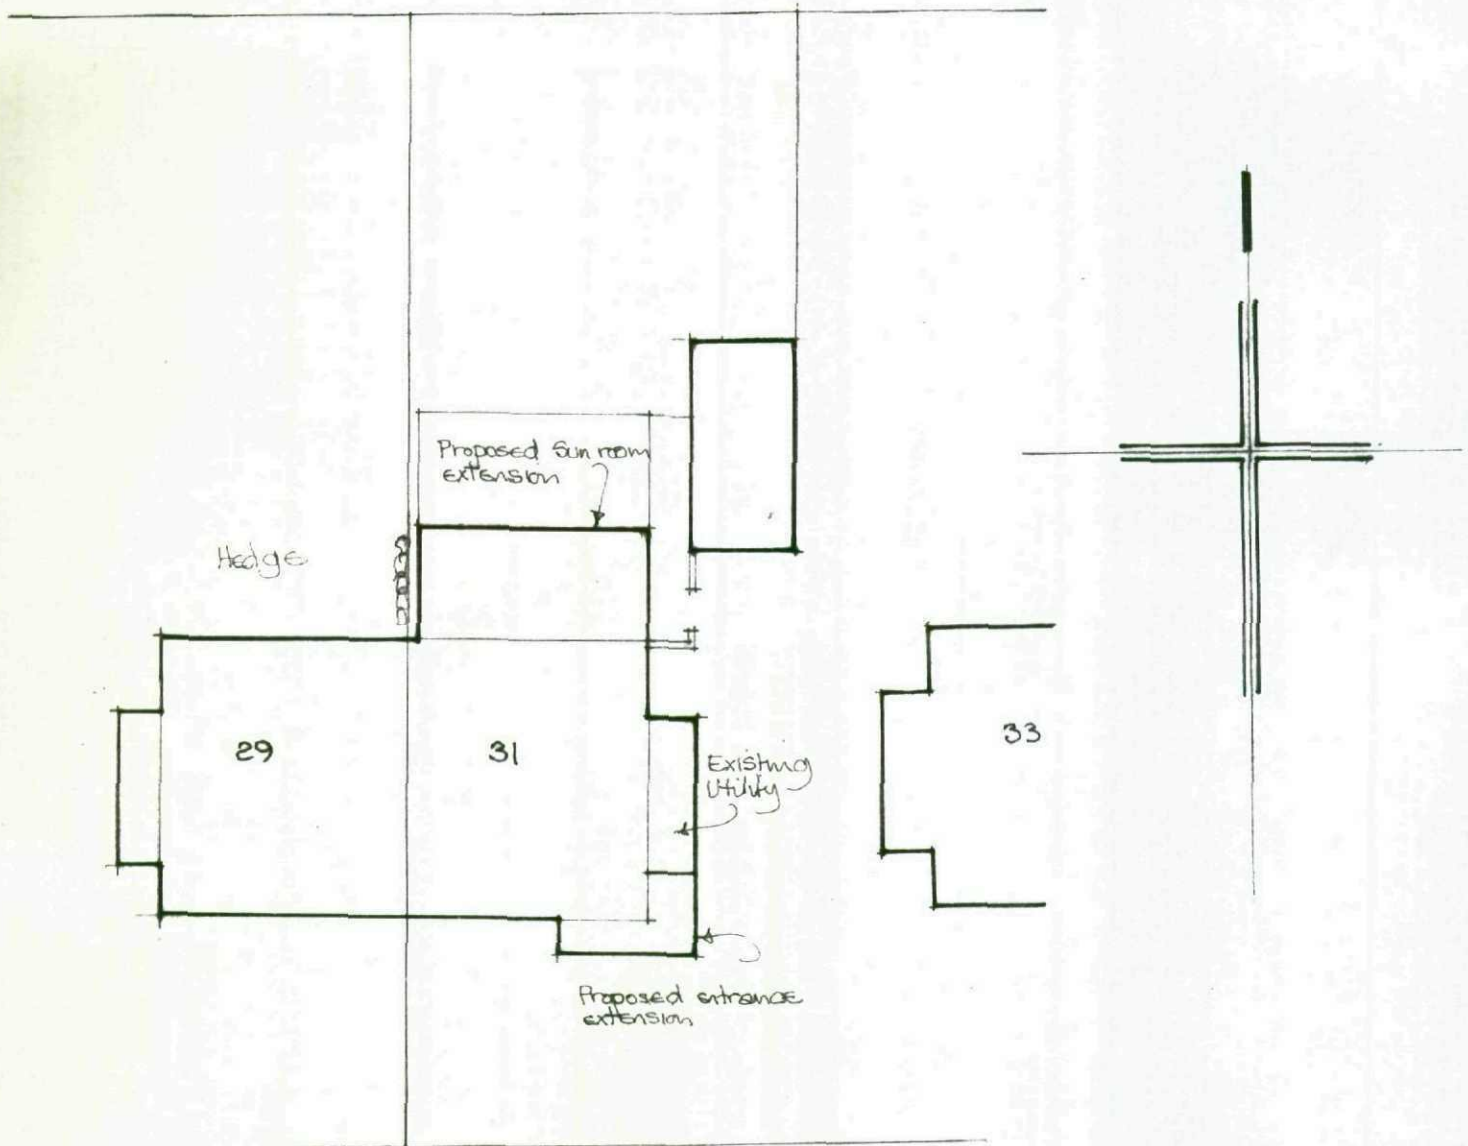 Proposed Sun room
extension
Hedge
29
31
33
Existing
Utility
Proposed entrance
extension